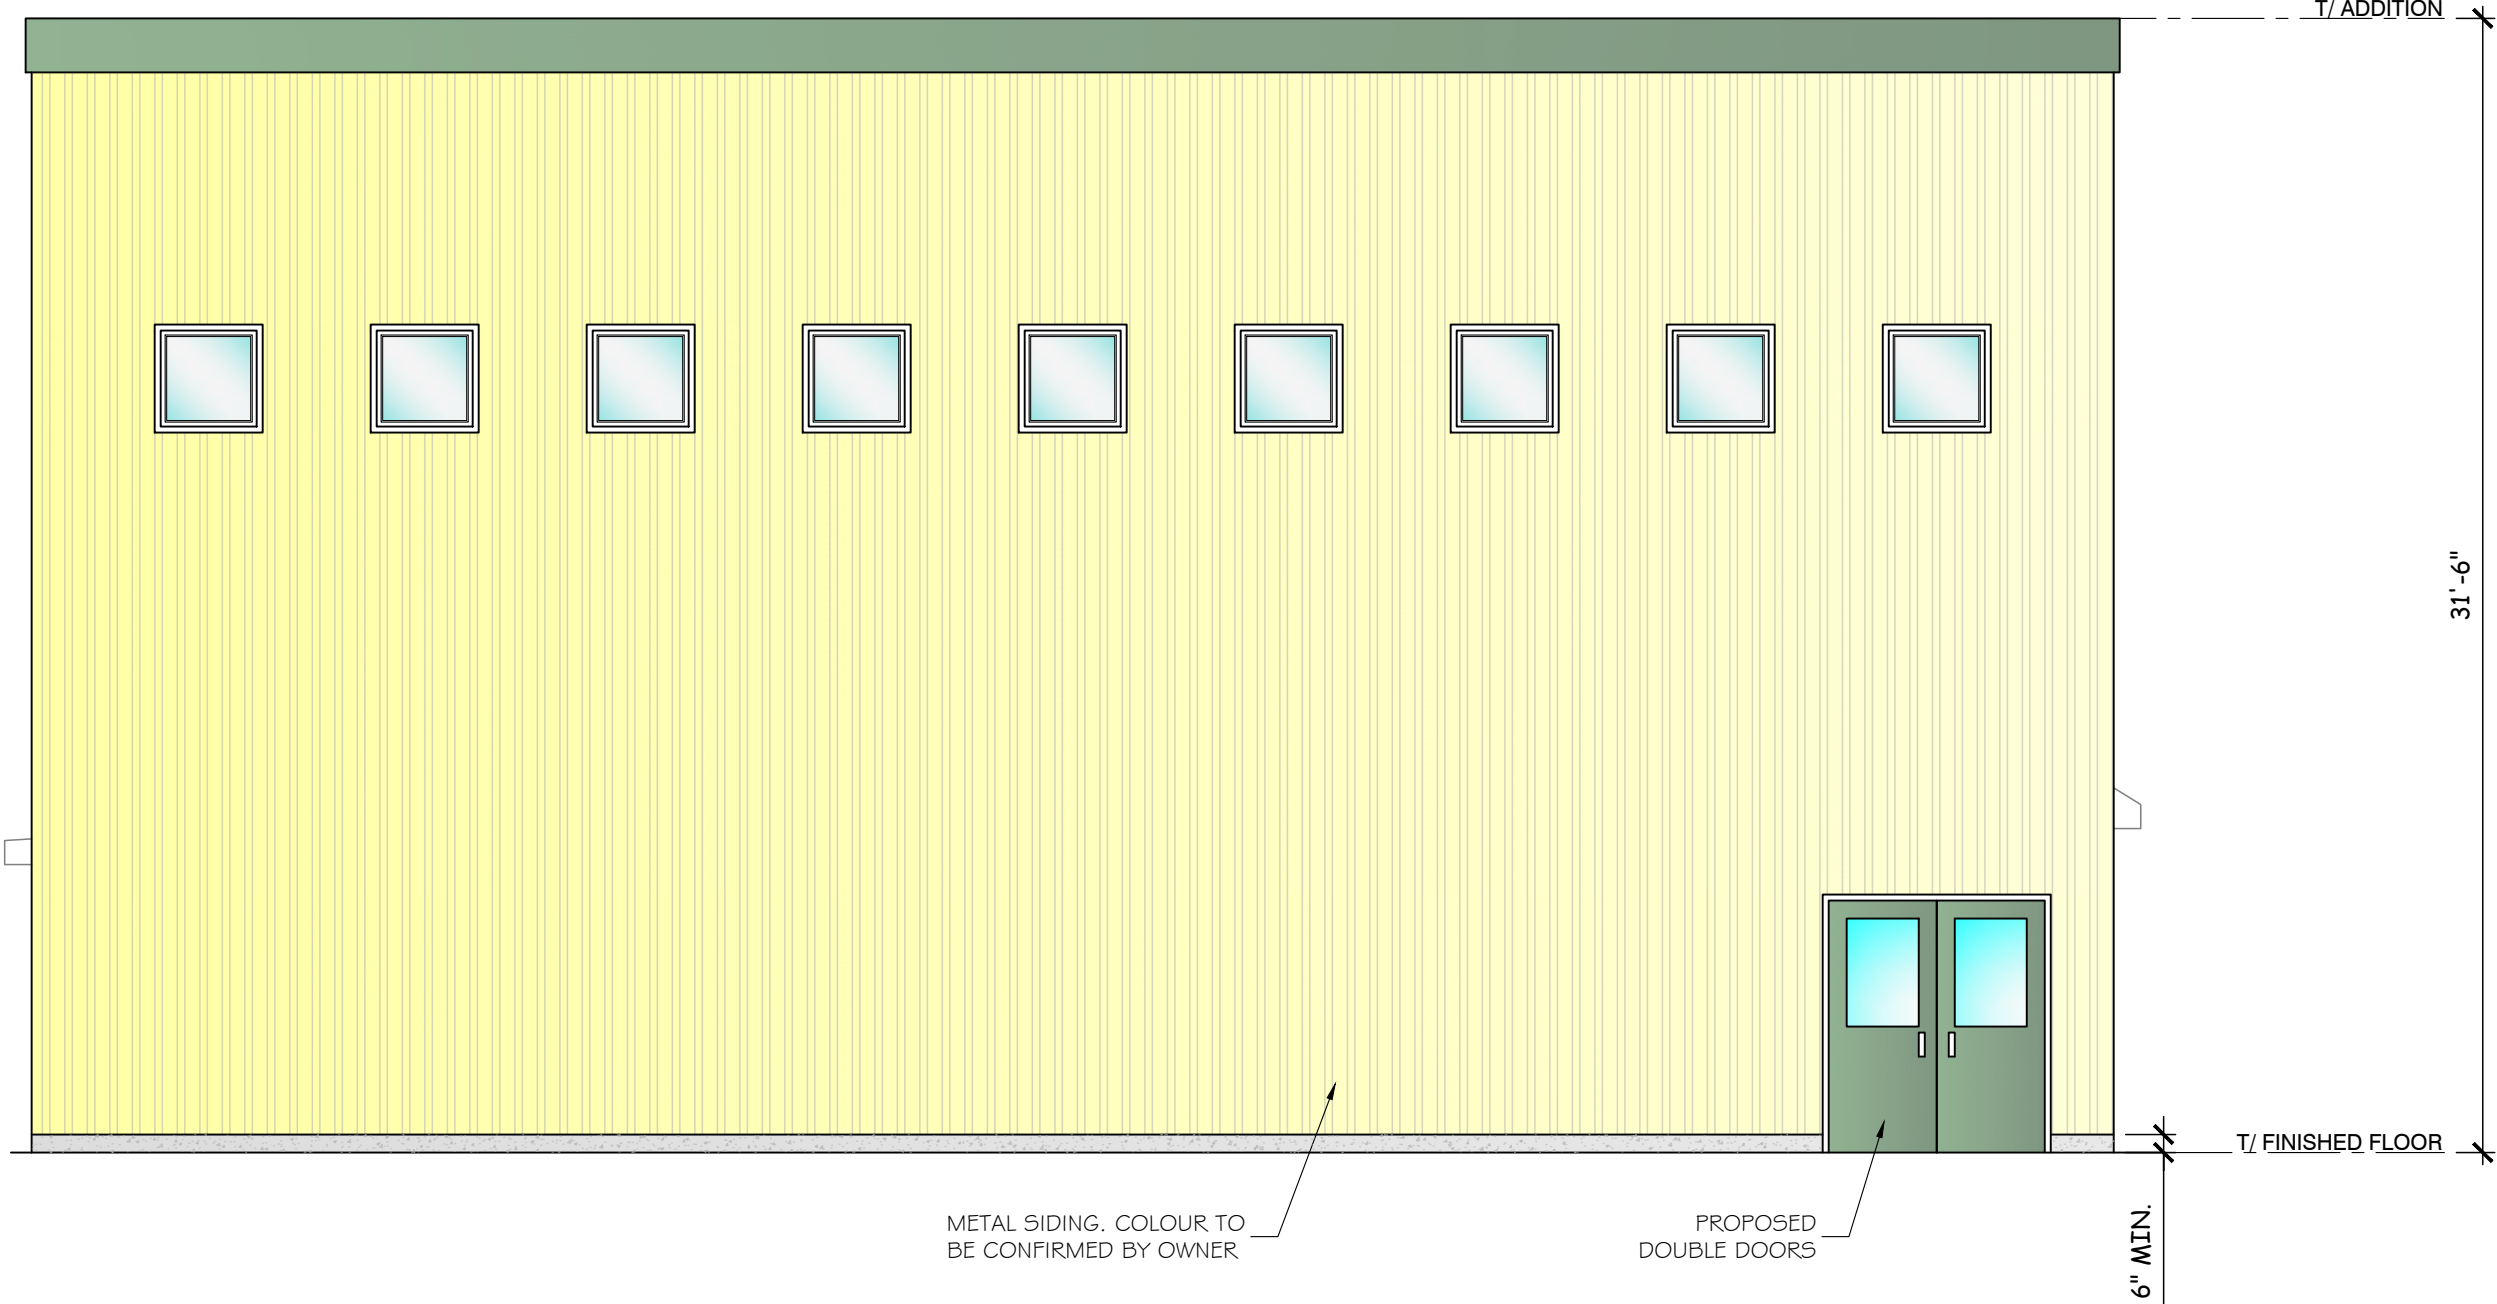 T/ ADDITION
31'-6"
T/ FINISHED FLOOR
6" MIN.
METAL SIDING. COLOUR TO
BE CONFIRMED BY OWNER
PROPOSED
DOUBLE DOORS